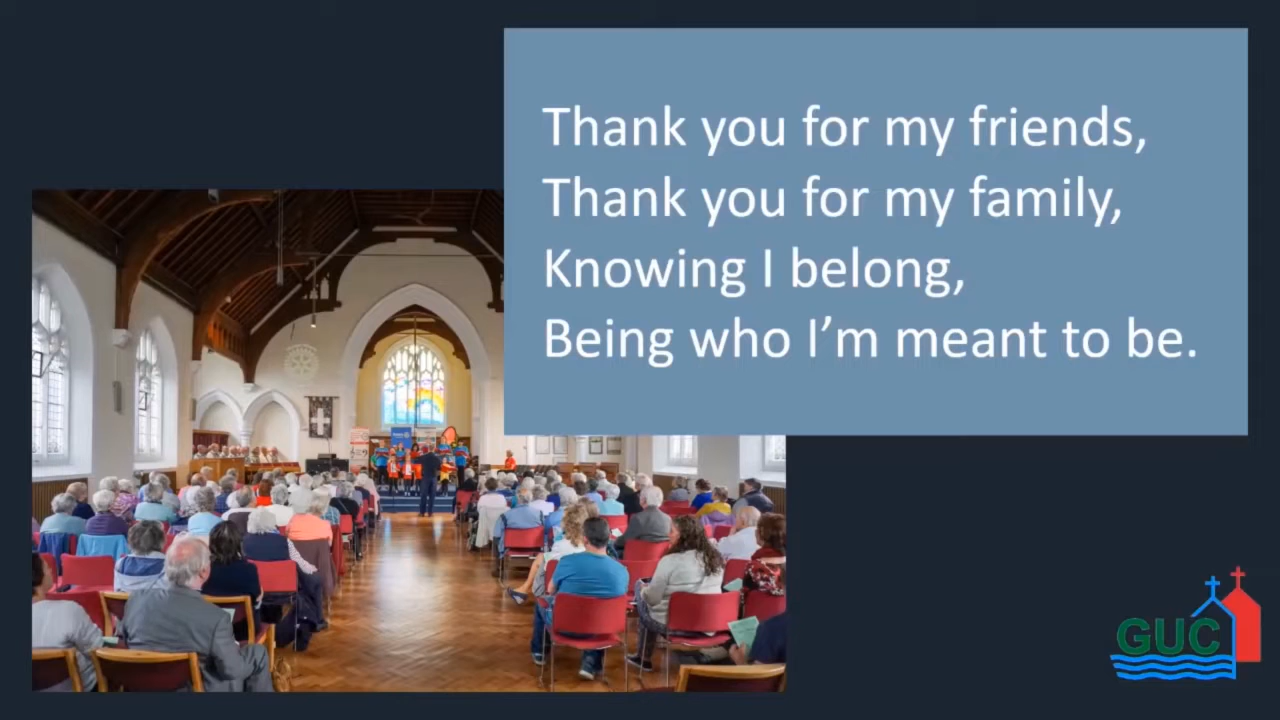 Thank you for my friends,
Thank you for my family,
Knowing I belong,
Being who I’m meant to be.
GUC